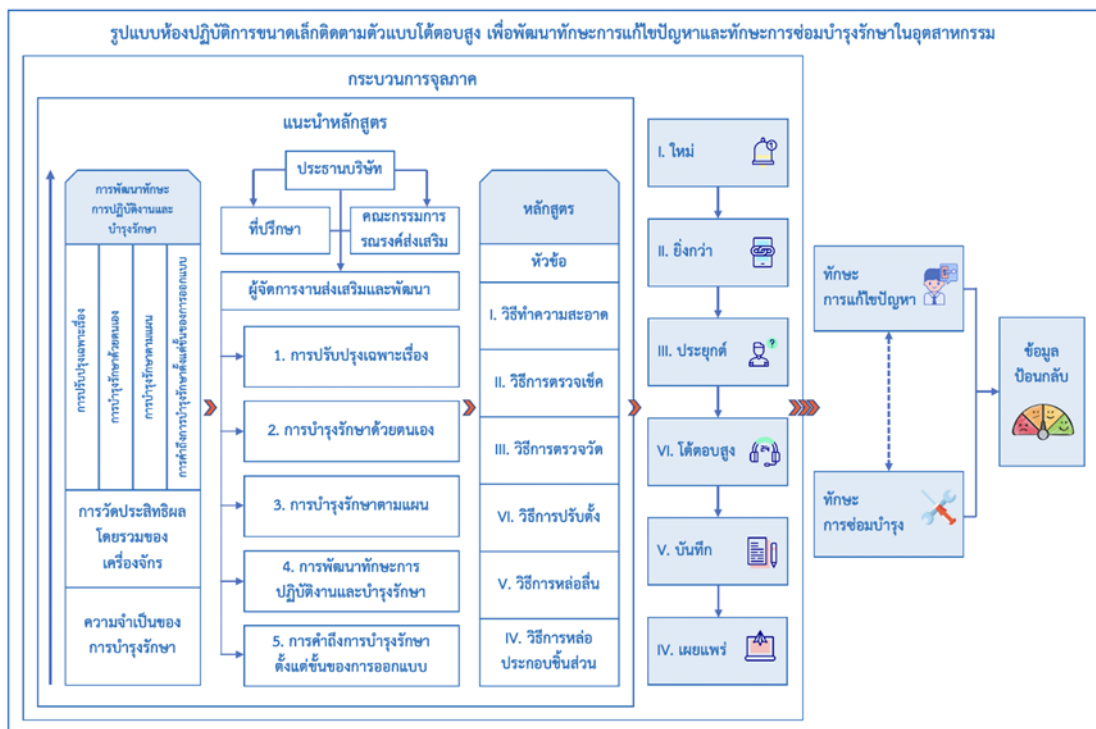 รูปแบบห้องปฏิบัติการขนาดเล็กติดตามตัวแบบโต้ตอบสูง เพื่อพัฒนาทักษะการแก้ไขปัญหาและทักษะการซ่อมบำรุงรักษาในอุตสาหกรรม
กระบวนการจุลภาค
แนะนำหลักสูตร
การพัฒนาทักษะ
การปฏิบัติงานและ
บำรุงรักษา
การปรับปรุงเฉพาะเรื่อง
การบำรุงรักษาด้วยตนเอง
การบำรุงรักษาตามแผน
การคำถึงการบำรุงรักษาตั้งแต่ขั้นของการออกแบบ
การวัดประสิทธิผล
โดยรวมของ
เครื่องจักร
ความจำเป็นของ
การบำรุงรักษา
ประธานบริษัท
ที่ปรึกษา
คณะกรรมการ
รณรงค์ส่งเสริม
ผู้จัดการงานส่งเสริมและพัฒนา
1. การปรับปรุงเฉพาะเรื่อง
2. การบำรุงรักษาด้วยตนเอง
3. การบำรุงรักษาตามแผน
4. การพัฒนาทักษะการ
ปฏิบัติงานและบำรุงรักษา
5. การคำถึงการบำรุงรักษา
ตั้งแต่ขั้นของการออกแบบ
หลักสูตร
หัวข้อ
I. วิธีทำความสะอาด
II. วิธีการตรวจเช็ค
III. วิธีการตรวจวัด
VI. วิธีการปรับตั้ง
V. วิธีการหล่อลื่น
IV. วิธีการหล่อ
ประกอบชิ้นส่วน
I. ใหม่
II. ยิ่งกว่า
III. ประยุกต์
VI. โต้ตอบสูง
V. บันทึก
IV. เผยแพร่
ทักษะ
การแก้ไขปัญหา
ทักษะ
การซ่อมบำรุง
ข้อมูล
ป้อนกลับ